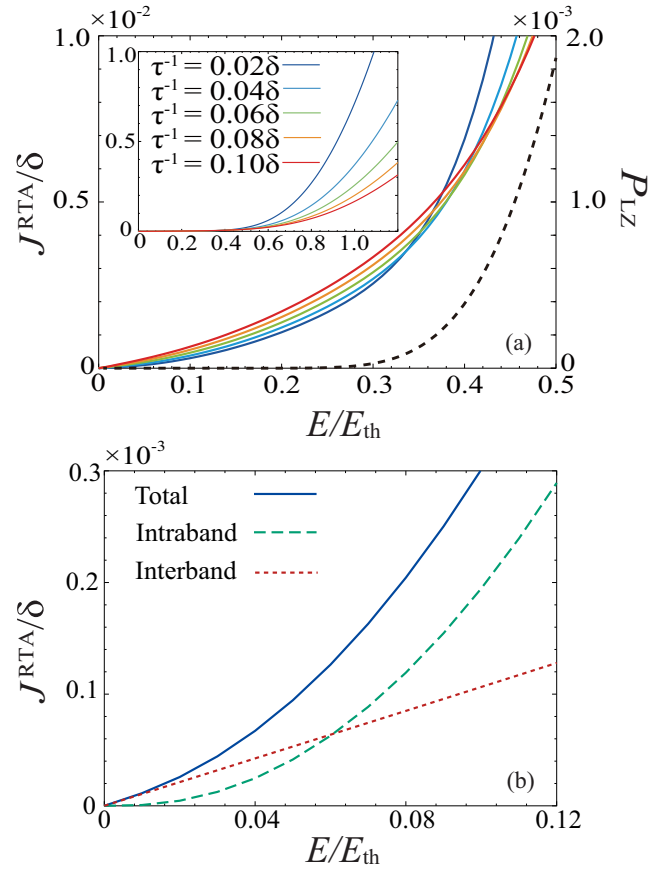 ×10⁻²
×10⁻³
1.0
0.5
0
J^RTA/δ
2.0
1.0
0
P_LZ
1.0
0.5
0
τ⁻¹ = 0.02δ
τ⁻¹ = 0.04δ
τ⁻¹ = 0.06δ
τ⁻¹ = 0.08δ
τ⁻¹ = 0.10δ
0 0.2 0.4 0.6 0.8 1.0
(a)
0 0.1 0.2 0.3 0.4 0.5
E/E_th
×10⁻³
0.3
0.2
0.1
0
J^RTA/δ
Total
Intraband
Interband
(b)
0 0.04 0.08 0.12
E/E_th